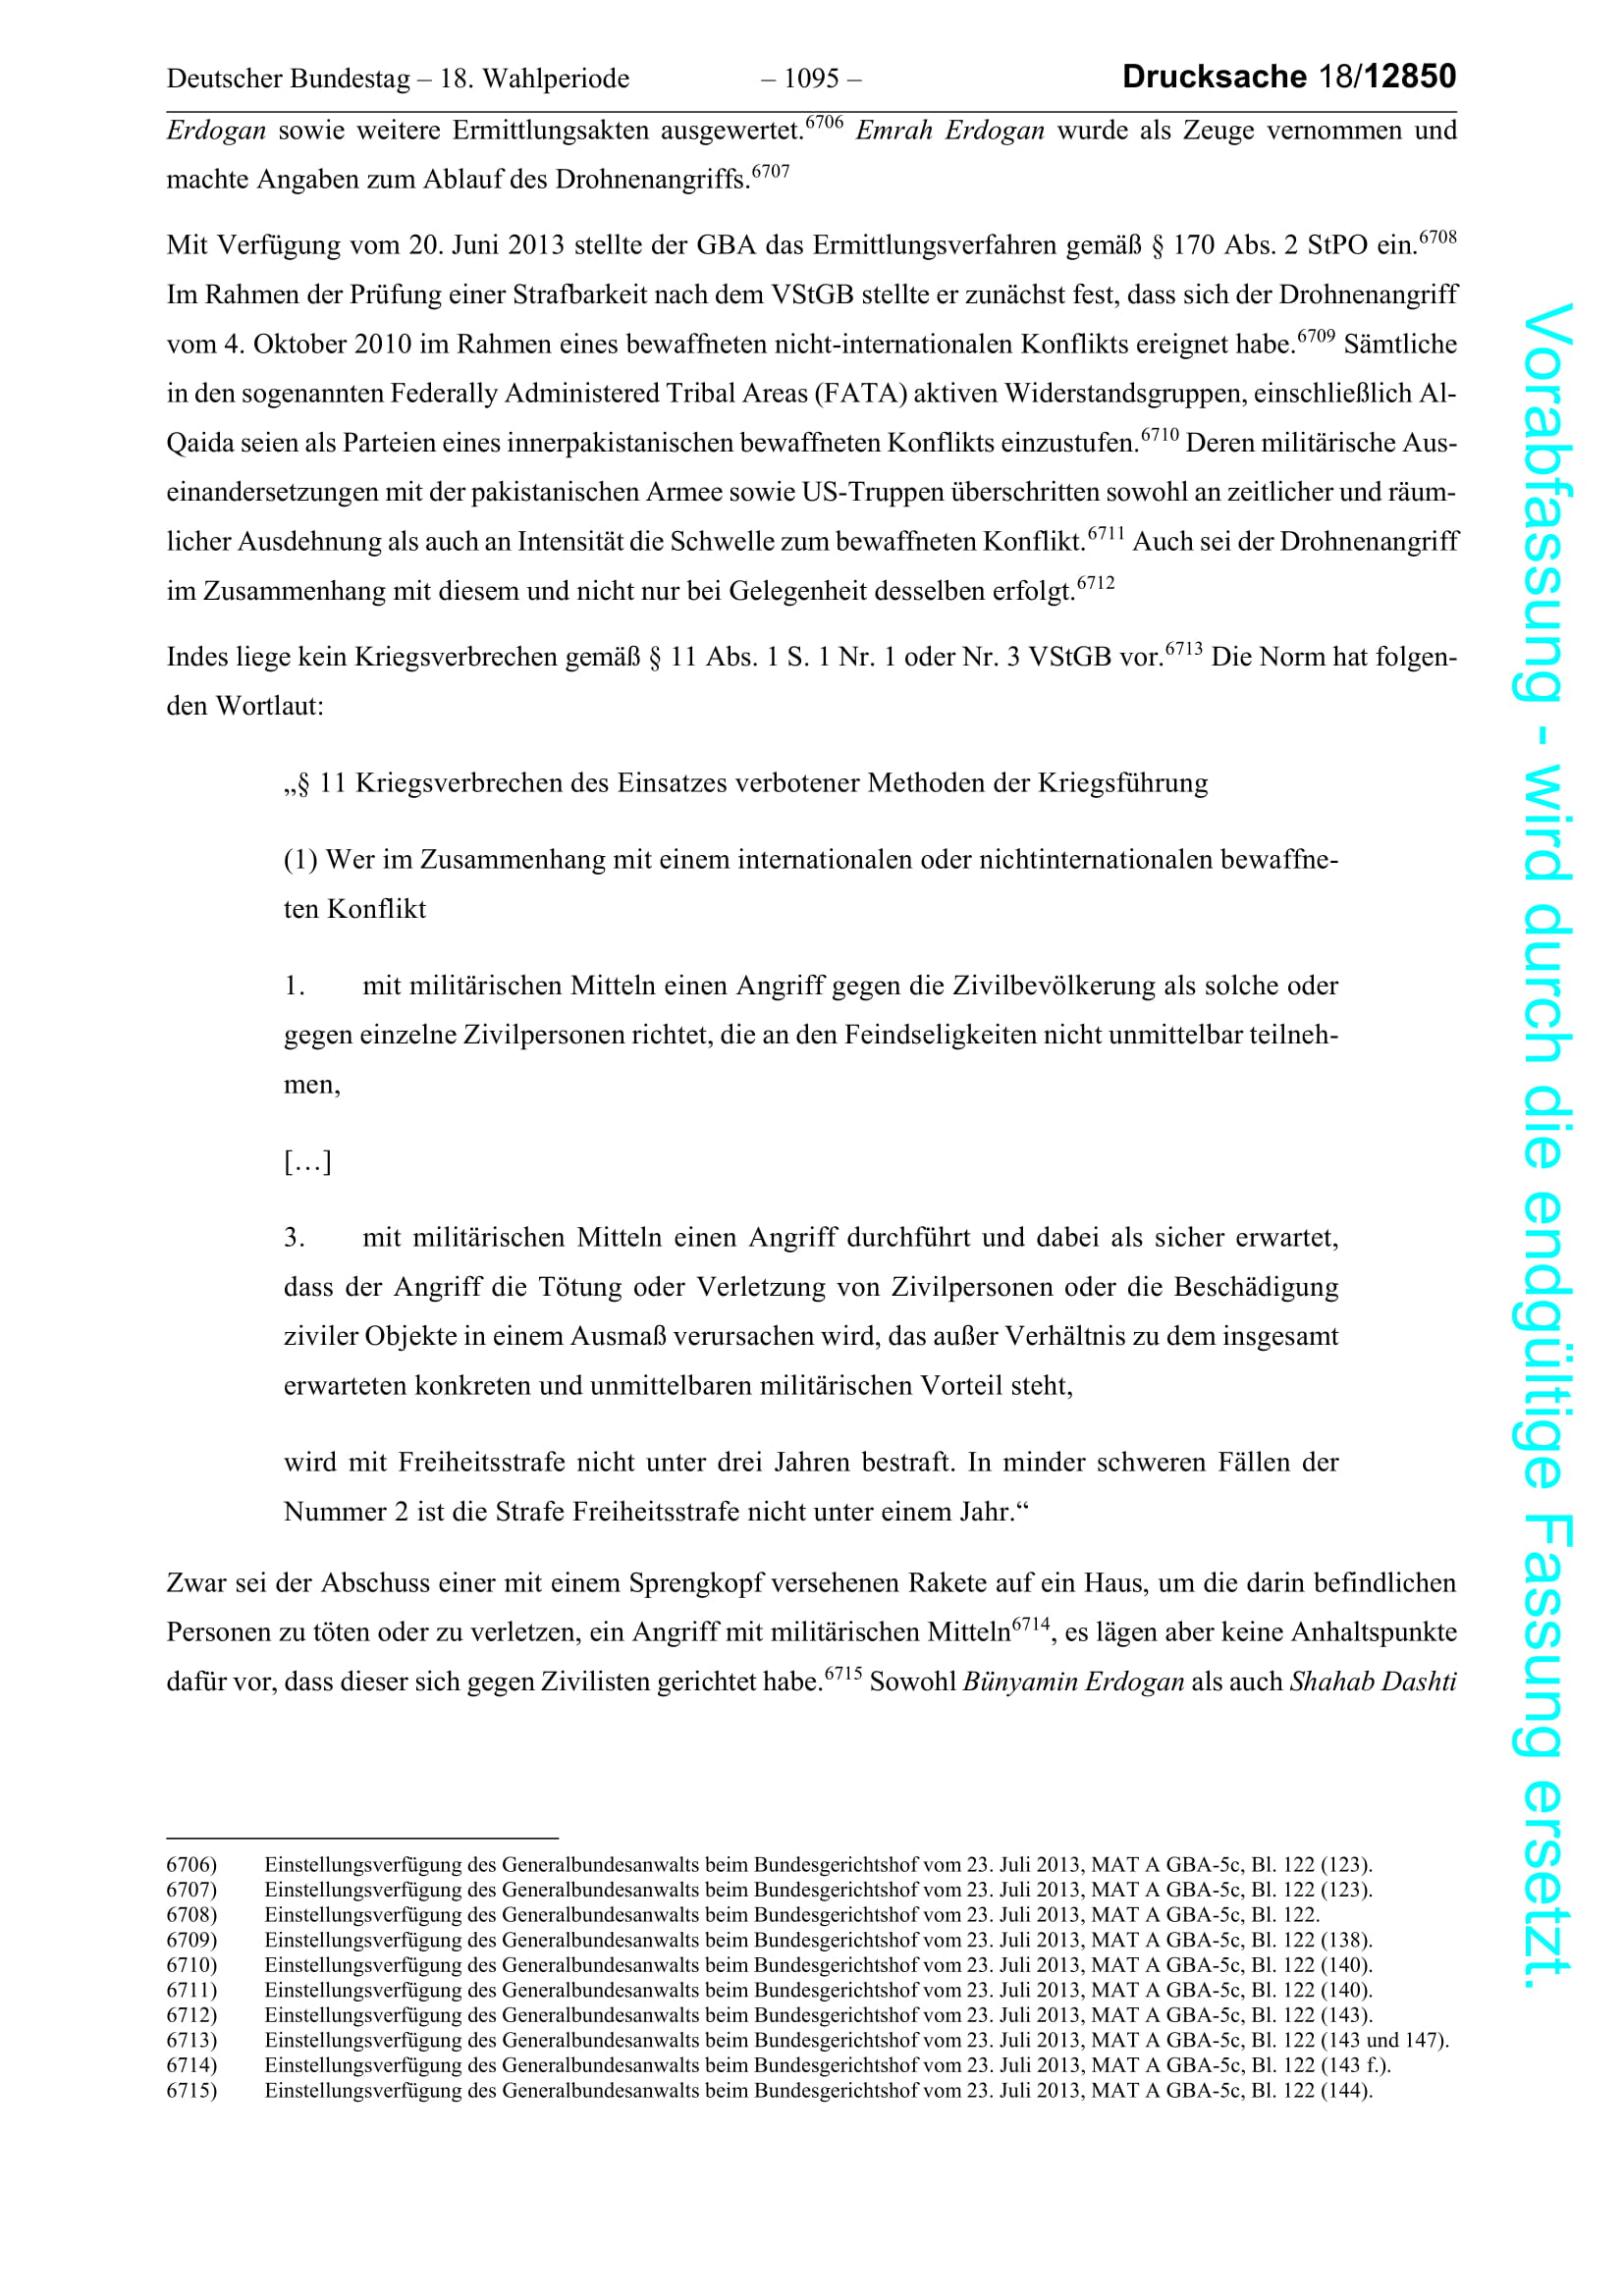 Deutscher Bundestag – 18. Wahlperiode – 1095 – Drucksache 18/12850
Erdogan sowie weitere Ermittlungsakten ausgewertet.6706 Emrah Erdogan wurde als Zeuge vernommen und
machte Angaben zum Ablauf des Drohnenangriffs.6707
Mit Verfügung vom 20. Juni 2013 stellte der GBA das Ermittlungsverfahren gemäß § 170 Abs. 2 StPO ein.6708
Im Rahmen der Prüfung einer Strafbarkeit nach dem VStGB stellte er zunächst fest, dass sich der Drohnenangriff
vom 4. Oktober 2010 im Rahmen eines bewaffneten nicht-internationalen Konflikts ereignet habe.6709 Sämtliche
in den sogenannten Federally Administered Tribal Areas (FATA) aktiven Widerstandsgruppen, einschließlich Al-
Qaida seien als Parteien eines innerpakistanischen bewaffneten Konflikts einzustufen.6710 Deren militärische Aus-
einandersetzungen mit der pakistanischen Armee sowie US-Truppen überschritten sowohl an zeitlicher und räum-
licher Ausdehnung als auch an Intensität die Schwelle zum bewaffneten Konflikt.6711 Auch sei der Drohnenangriff
im Zusammenhang mit diesem und nicht nur bei Gelegenheit desselben erfolgt.6712
Indes liege kein Kriegsverbrechen gemäß § 11 Abs. 1 S. 1 Nr. 1 oder Nr. 3 VStGB vor.6713 Die Norm hat folgen-
den Wortlaut:
„§ 11 Kriegsverbrechen des Einsatzes verbotener Methoden der Kriegsführung
(1) Wer im Zusammenhang mit einem internationalen oder nichtinternationalen bewaffne-
ten Konflikt
1. mit militärischen Mitteln einen Angriff gegen die Zivilbevölkerung als solche oder
gegen einzelne Zivilpersonen richtet, die an den Feindseligkeiten nicht unmittelbar teilneh-
men,
[…]
3. mit militärischen Mitteln einen Angriff durchführt und dabei als sicher erwartet,
dass der Angriff die Tötung oder Verletzung von Zivilpersonen oder die Beschädigung
ziviler Objekte in einem Ausmaß verursachen wird, das außer Verhältnis zu dem insgesamt
erwarteten konkreten und unmittelbaren militärischen Vorteil steht,
wird mit Freiheitsstrafe nicht unter drei Jahren bestraft. In minder schweren Fällen der
Nummer 2 ist die Strafe Freiheitsstrafe nicht unter einem Jahr.“
Zwar sei der Abschuss einer mit einem Sprengkopf versehenen Rakete auf ein Haus, um die darin befindlichen
Personen zu töten oder zu verletzen, ein Angriff mit militärischen Mitteln6714, es lägen aber keine Anhaltspunkte
dafür vor, dass dieser sich gegen Zivilisten gerichtet habe.6715 Sowohl Bünyamin Erdogan als auch Shahab Dashti
6706) Einstellungsverfügung des Generalbundesanwalts beim Bundesgerichtshof vom 23. Juli 2013, MAT A GBA-5c, Bl. 122 (123).
6707) Einstellungsverfügung des Generalbundesanwalts beim Bundesgerichtshof vom 23. Juli 2013, MAT A GBA-5c, Bl. 122 (123).
6708) Einstellungsverfügung des Generalbundesanwalts beim Bundesgerichtshof vom 23. Juli 2013, MAT A GBA-5c, Bl. 122.
6709) Einstellungsverfügung des Generalbundesanwalts beim Bundesgerichtshof vom 23. Juli 2013, MAT A GBA-5c, Bl. 122 (138).
6710) Einstellungsverfügung des Generalbundesanwalts beim Bundesgerichtshof vom 23. Juli 2013, MAT A GBA-5c, Bl. 122 (140).
6711) Einstellungsverfügung des Generalbundesanwalts beim Bundesgerichtshof vom 23. Juli 2013, MAT A GBA-5c, Bl. 122 (140).
6712) Einstellungsverfügung des Generalbundesanwalts beim Bundesgerichtshof vom 23. Juli 2013, MAT A GBA-5c, Bl. 122 (143).
6713) Einstellungsverfügung des Generalbundesanwalts beim Bundesgerichtshof vom 23. Juli 2013, MAT A GBA-5c, Bl. 122 (143 und 147).
6714) Einstellungsverfügung des Generalbundesanwalts beim Bundesgerichtshof vom 23. Juli 2013, MAT A GBA-5c, Bl. 122 (143 f.).
6715) Einstellungsverfügung des Generalbundesanwalts beim Bundesgerichtshof vom 23. Juli 2013, MAT A GBA-5c, Bl. 122 (144).
Vorabfassung - wird durch die endgültige Fassung ersetzt.